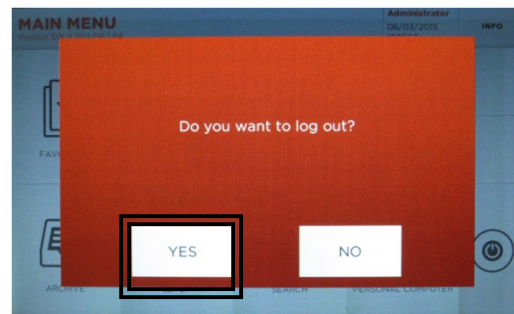 MAIN MENU
Administrator
06/03/2015
INFO
Do you want to log out?
FAV
YES
NO
ARCHIVE
SEARCH
PERSONAL COMPUTER